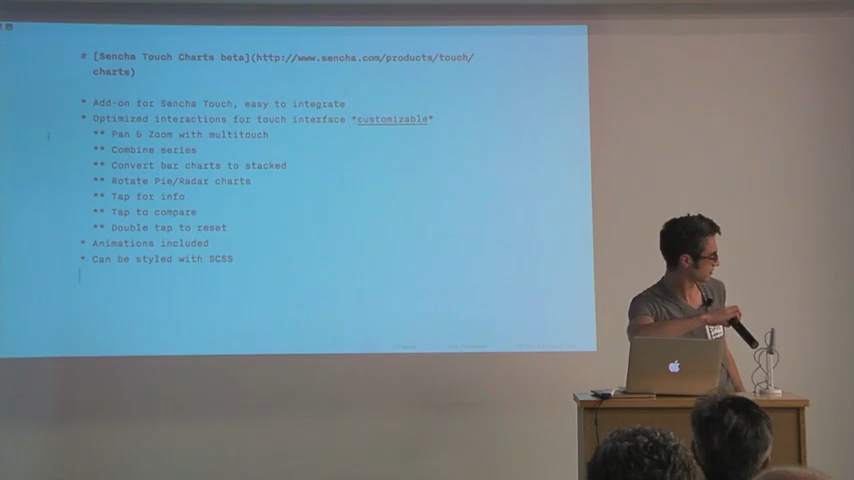 # [Sencha Touch Charts beta](http://www.sencha.com/products/touch/
charts)
* Add-on for Sencha Touch, easy to integrate
* Optimized interactions for touch interface *customizable*
** Pan & Zoom with multitouch
** Combine series
** Convert bar charts to stacked
** Rotate Pie/Radar charts
** Tap for info
** Tap to compare
** Double tap to reset
* Animations included
* Can be styled with SCSS